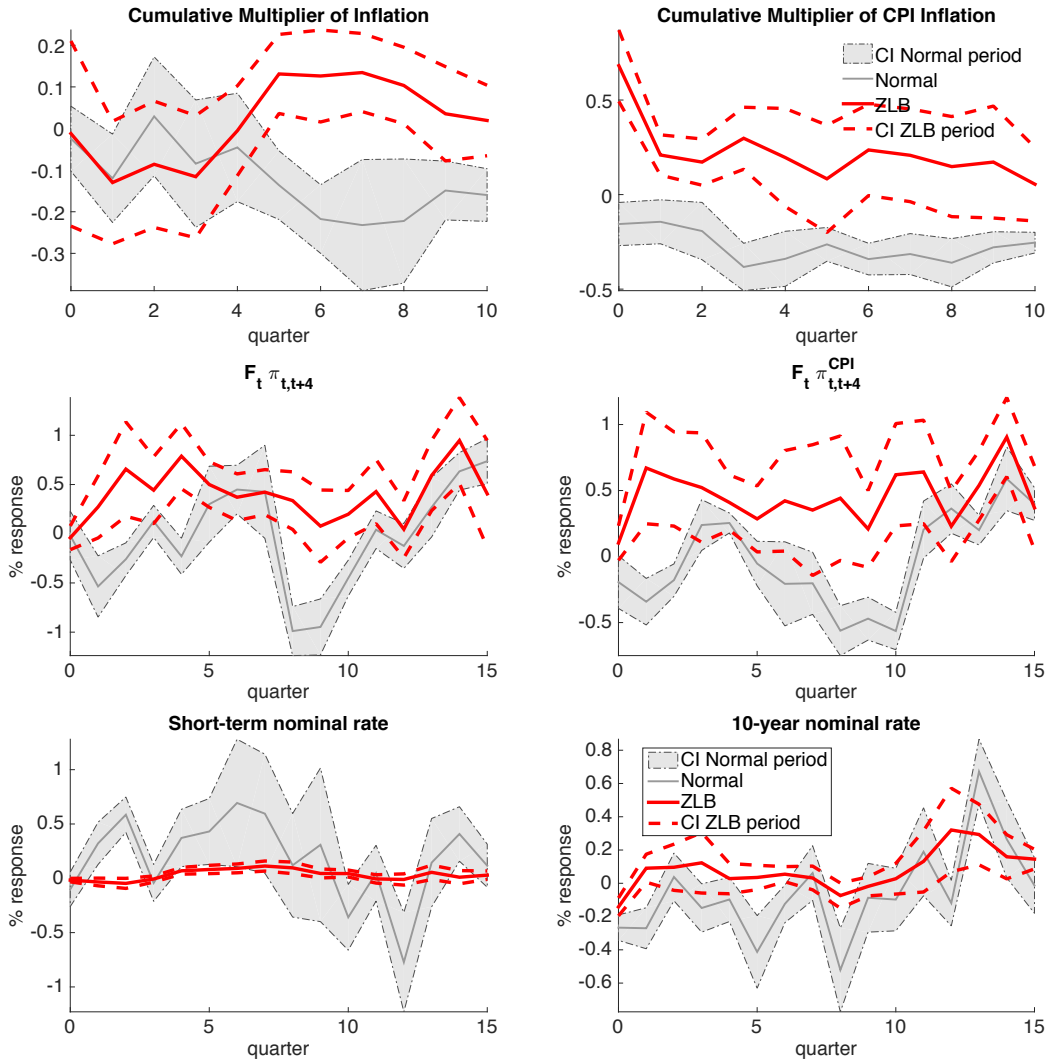 Cumulative Multiplier of Inflation
0.2
0.1
0
-0.1
-0.2
-0.3
0
2
4
6
8
10
quarter
Cumulative Multiplier of CPI Inflation
CI Normal period
Normal
ZLB
CI ZLB period
0.5
0
-0.5
0
2
4
6
8
10
quarter
F_t π_{t,t+4}
% response
1
0.5
0
-0.5
-1
0
5
10
15
quarter
F_t π_{t,t+4}^{CPI}
% response
1
0.5
0
-0.5
0
5
10
15
quarter
Short-term nominal rate
% response
1
0.5
0
-0.5
-1
0
5
10
15
quarter
10-year nominal rate
CI Normal period
Normal
ZLB
CI ZLB period
% response
0.8
0.6
0.4
0.2
0
-0.2
-0.4
-0.6
0
5
10
15
quarter